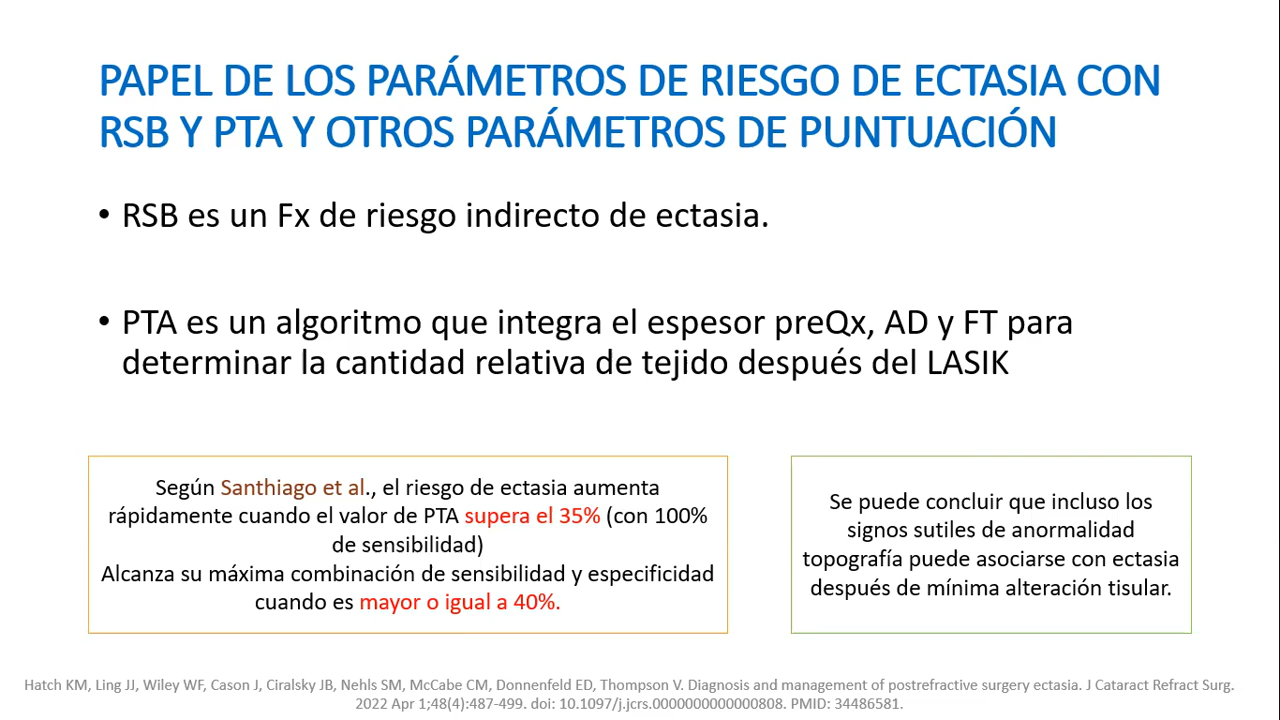 PAPEL DE LOS PARÁMETROS DE RIESGO DE ECTASIA CON
RSB Y PTA Y OTROS PARÁMETROS DE PUNTUACIÓN
• RSB es un Fx de riesgo indirecto de ectasia.
• PTA es un algoritmo que integra el espesor preQx, AD y FT para
determinar la cantidad relativa de tejido después del LASIK
Según Santhiago et al., el riesgo de ectasia aumenta
rápidamente cuando el valor de PTA supera el 35% (con 100%
de sensibilidad)
Alcanza su máxima combinación de sensibilidad y especificidad
cuando es mayor o igual a 40%.
Se puede concluir que incluso los
signos sutiles de anormalidad
topografía puede asociarse con ectasia
después de mínima alteración tisular.
Hatch KM, Ling JJ, Wiley WF, Cason J, Ciralsky JB, Nehls SM, McCabe CM, Donnenfeld ED, Thompson V. Diagnosis and management of postrefractive surgery ectasia. J Cataract Refract Surg.
2022 Apr 1;48(4):487-499. doi: 10.1097/j.jcrs.0000000000000808. PMID: 34486581.